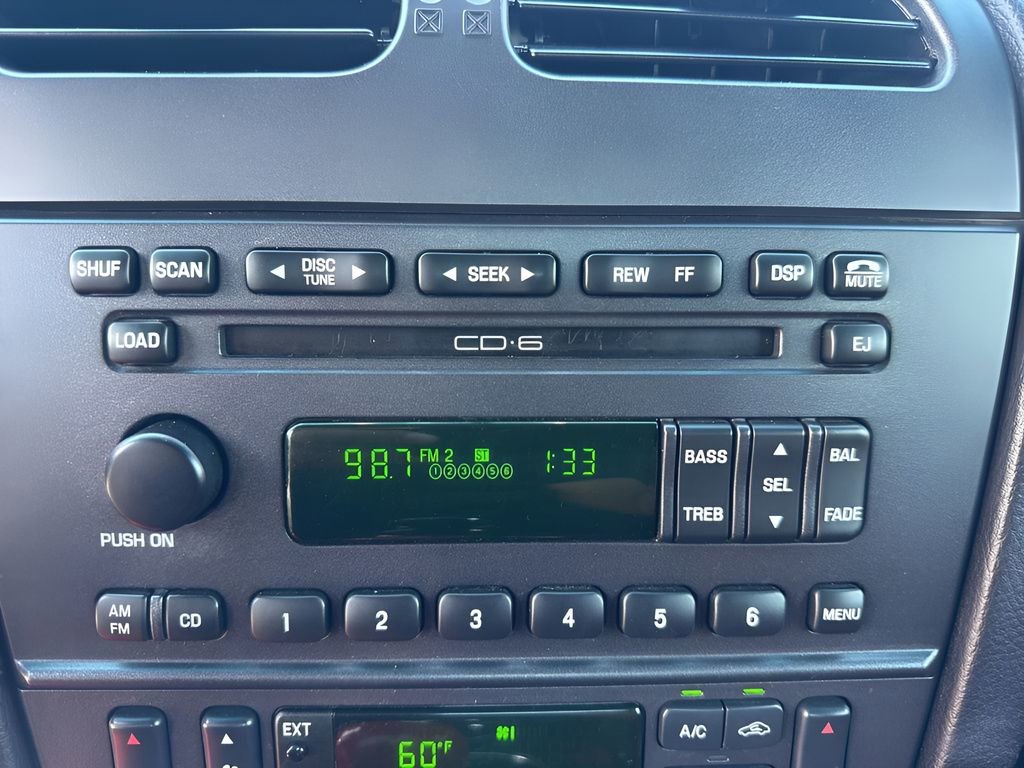 SHUF SCAN DISC TUNE SEEK REW FF DSP MUTE
LOAD CD·6 EJ
98.7 FM 2 ST 1:33
①②③④⑤⑥
BASS SEL BAL
TREB FADE
PUSH ON
AM FM CD 1 2 3 4 5 6 MENU
EXT A/C
60°F